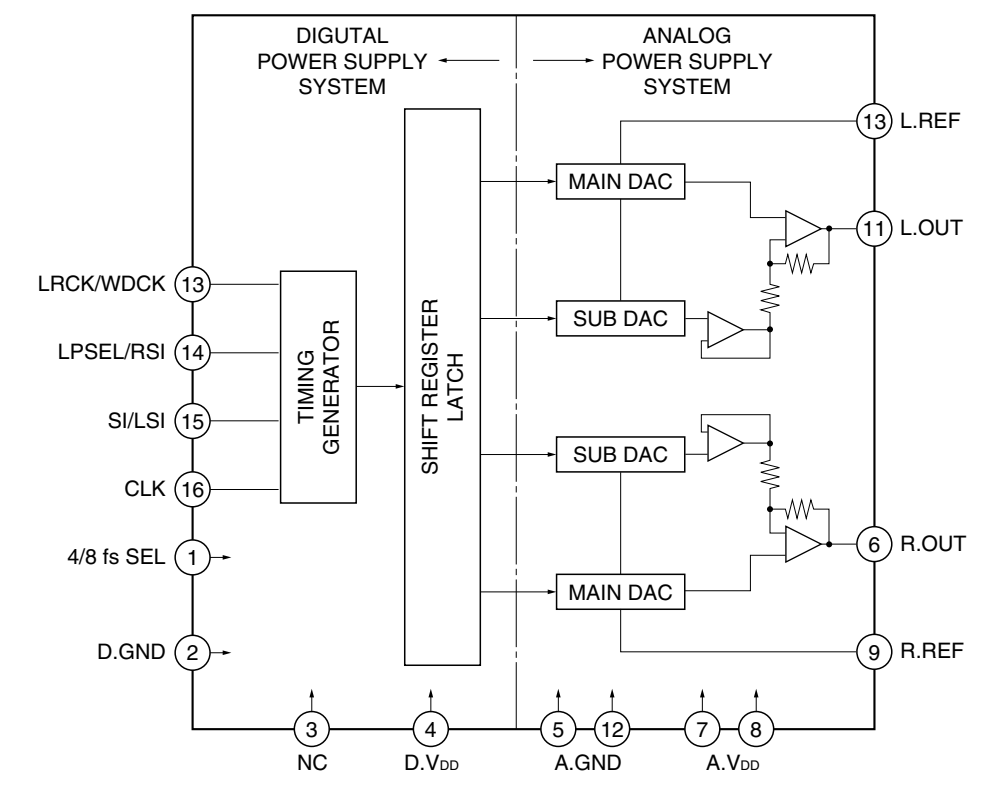 DIGUTAL
POWER SUPPLY
SYSTEM
ANALOG
POWER SUPPLY
SYSTEM
13 L.REF
MAIN DAC
11 L.OUT
LRCK/WDCK 13
SUB DAC
LPSEL/RSI 14
TIMING
GENERATOR
SHIFT REGISTER
LATCH
SI/LSI 15
SUB DAC
CLK 16
R.OUT 6
4/8 fs SEL 1
MAIN DAC
D.GND 2
9 R.REF
3
4
5
12
7
8
NC
D.VDD
A.GND
A.VDD